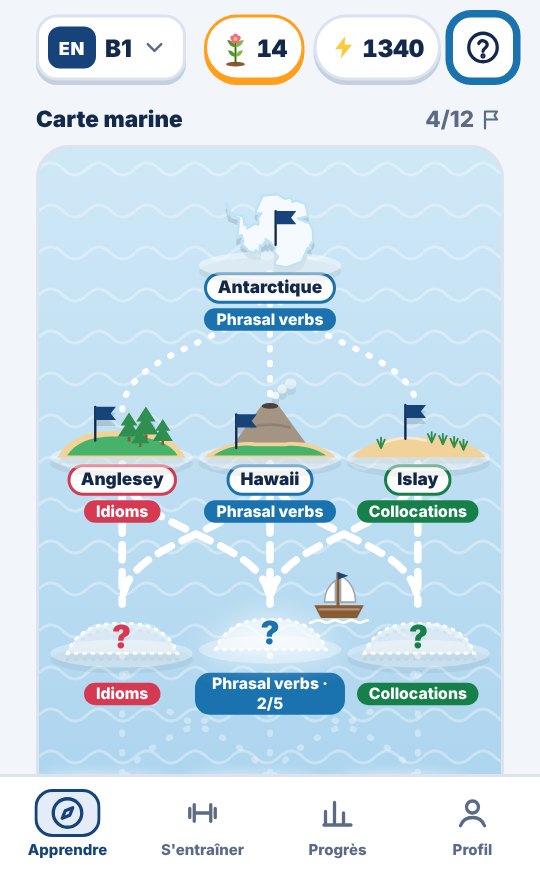 EN B1 14 1340
Carte marine 4/12
Antarctique
Phrasal verbs
Anglesey Hawaii Islay
Idioms Phrasal verbs Collocations
? ? ?
Idioms Phrasal verbs · Collocations
2/5
Apprendre S'entraîner Progrès Profil